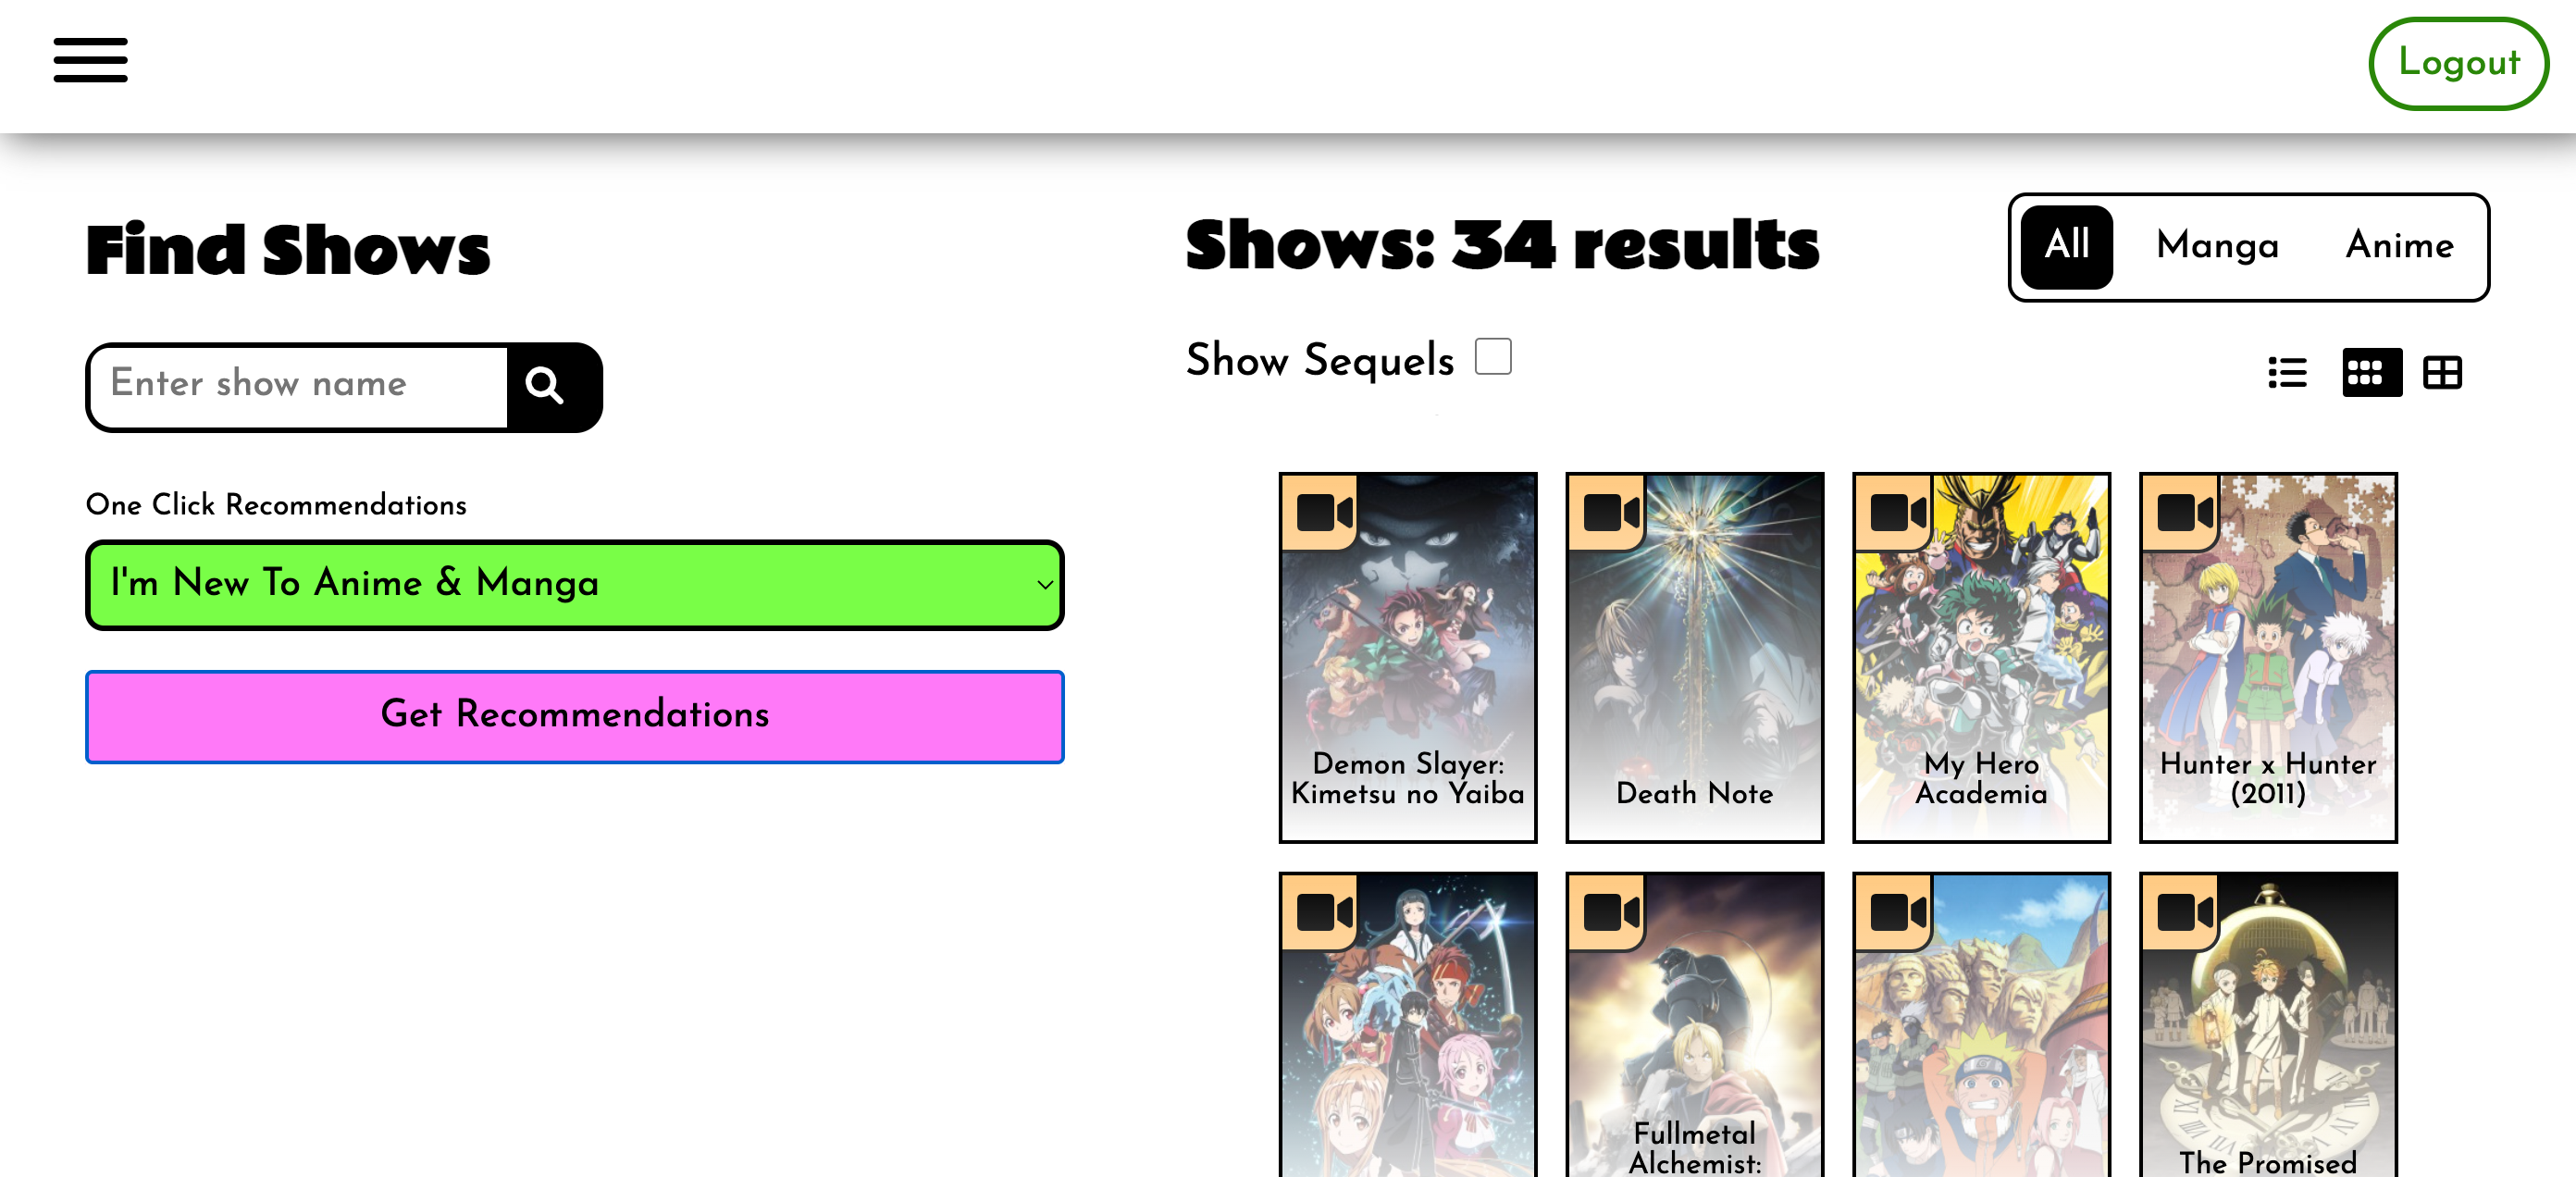 Logout
Find Shows
Enter show name
One Click Recommendations
I'm New To Anime & Manga
Get Recommendations
Shows: 34 results
All Manga Anime
Show Sequels
Demon Slayer:
Kimetsu no Yaiba
Death Note
My Hero
Academia
Hunter x Hunter
(2011)
Fullmetal
Alchemist:
The Promised